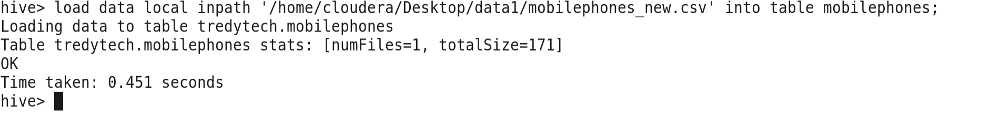 hive> load data local inpath '/home/cloudera/Desktop/data1/mobilephones_new.csv' into table mobilephones;
Loading data to table tredytech.mobilephones
Table tredytech.mobilephones stats: [numFiles=1, totalSize=171]
OK
Time taken: 0.451 seconds
hive>